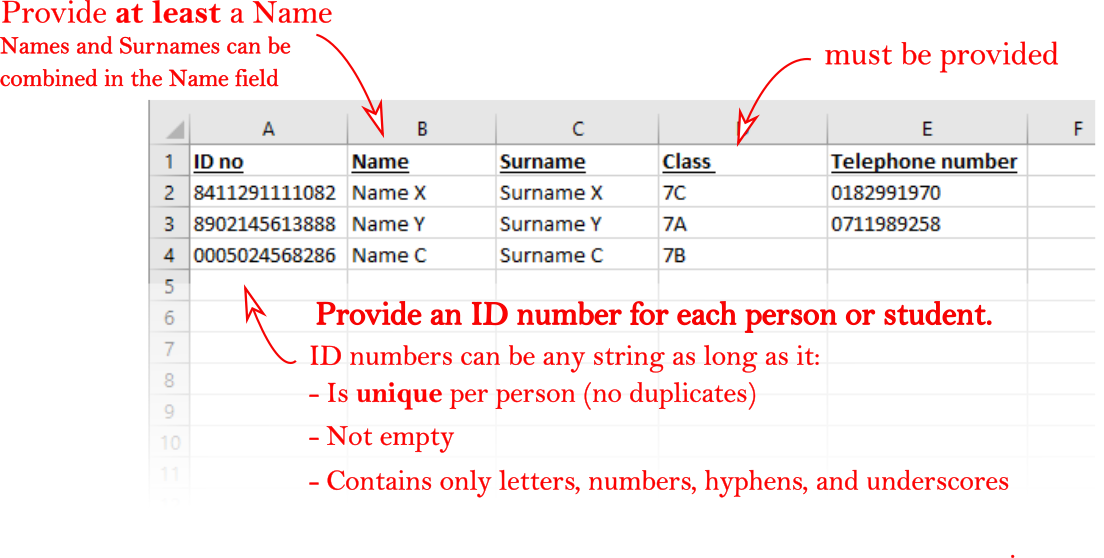 Provide at least a Name
Names and Surnames can be
combined in the Name field
must be provided
A B C E F
1 ID no Name Surname Class Telephone number
2 8411291111082 Name X Surname X 7C 0182991970
3 8902145613888 Name Y Surname Y 7A 0711989258
4 0005024568286 Name C Surname C 7B
5
6
7
8
9
10
11
Provide an ID number for each person or student.
ID numbers can be any string as long as it:
- Is unique per person (no duplicates)
- Not empty
- Contains only letters, numbers, hyphens, and underscores
.